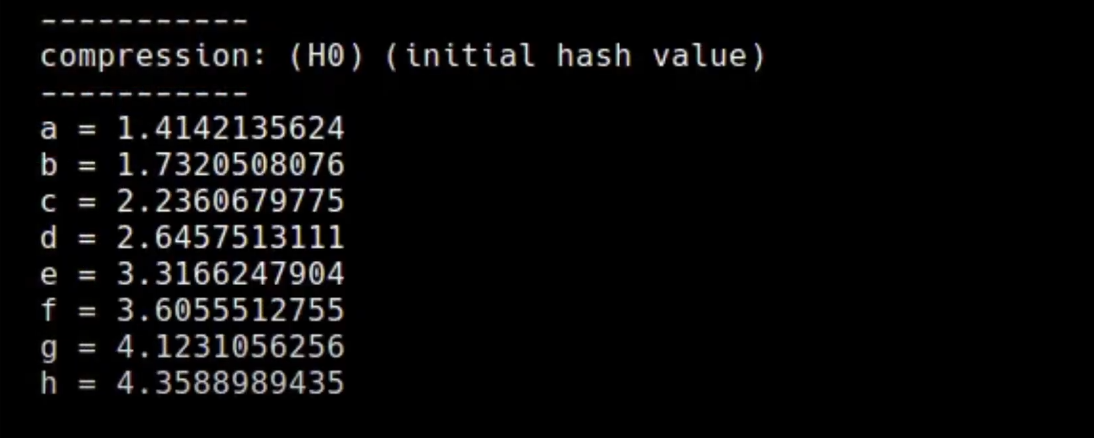 -----------
compression: (H0) (initial hash value)
-----------
a = 1.4142135624
b = 1.7320508076
c = 2.2360679775
d = 2.6457513111
e = 3.3166247904
f = 3.6055512755
g = 4.1231056256
h = 4.3588989435